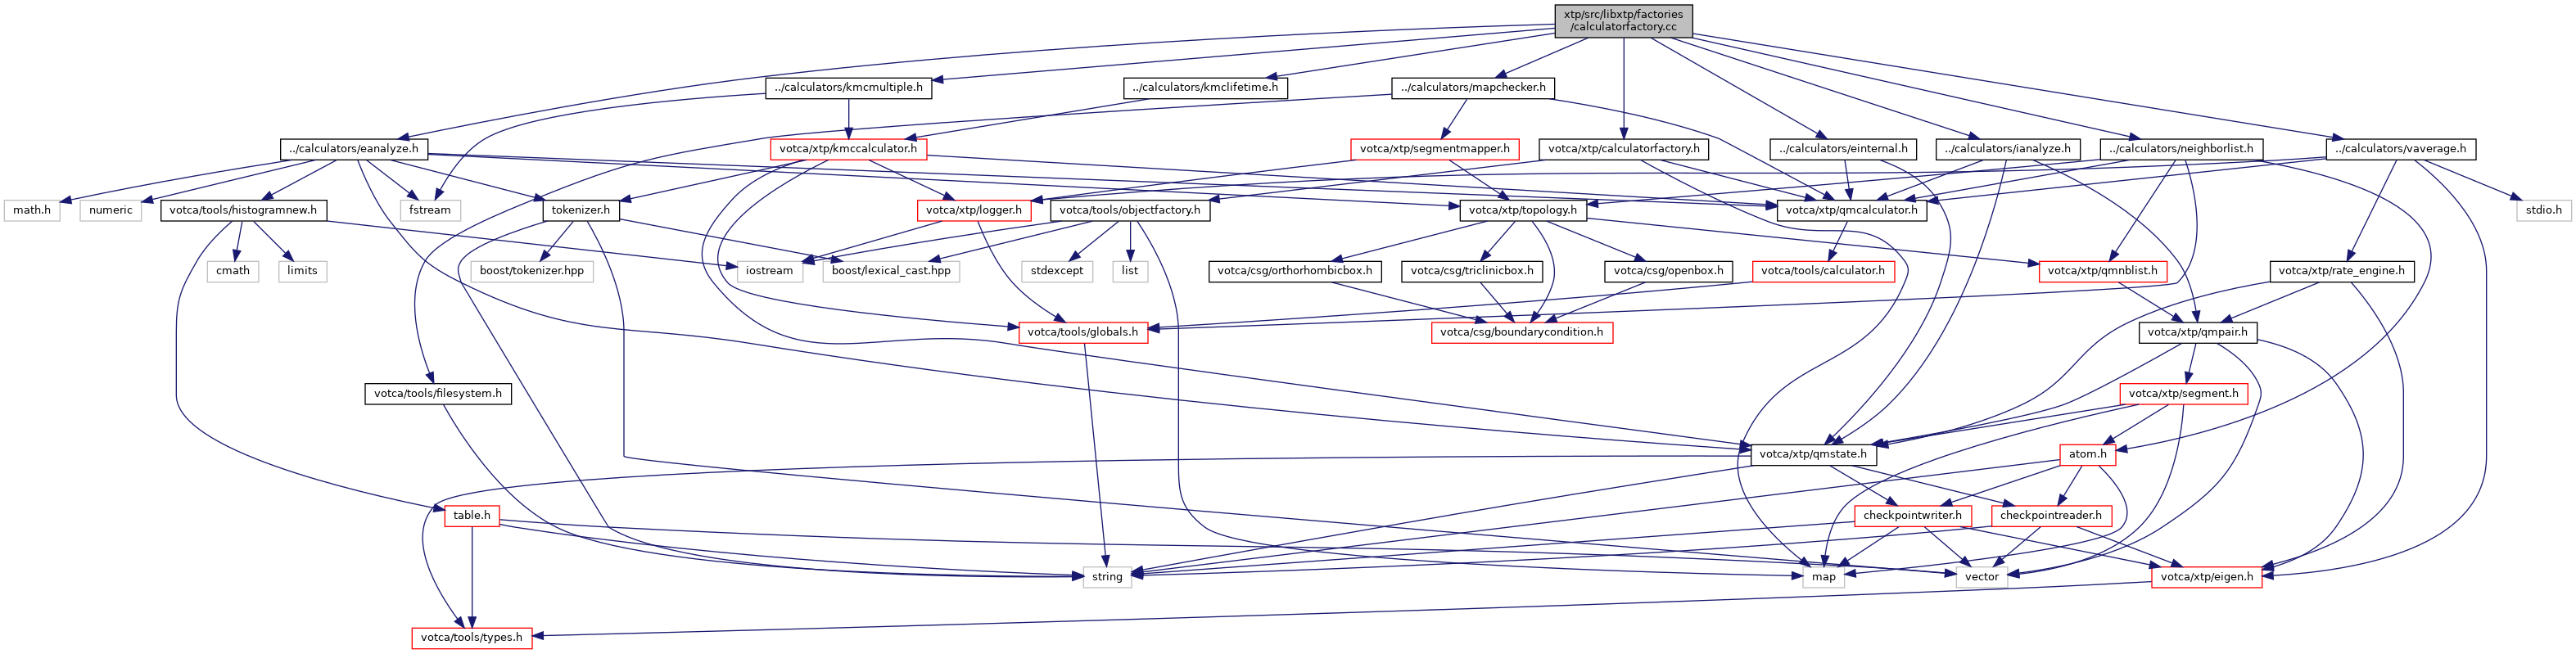 xtp/src/libxtp/factories
/calculatorfactory.cc
../calculators/kmcmultiple.h
../calculators/kmclifetime.h
../calculators/mapchecker.h
../calculators/eanalyze.h
votca/xtp/kmccalculator.h
votca/xtp/segmentmapper.h
votca/xtp/calculatorfactory.h
../calculators/einternal.h
../calculators/ianalyze.h
../calculators/neighborlist.h
../calculators/vaverage.h
math.h
numeric
votca/tools/histogramnew.h
fstream
tokenizer.h
votca/xtp/logger.h
votca/tools/objectfactory.h
votca/xtp/topology.h
votca/xtp/qmcalculator.h
stdio.h
cmath
limits
boost/tokenizer.hpp
iostream
boost/lexical_cast.hpp
stdexcept
list
votca/csg/orthorhombicbox.h
votca/csg/triclinicbox.h
votca/csg/openbox.h
votca/tools/calculator.h
votca/xtp/qmnblist.h
votca/xtp/rate_engine.h
votca/tools/globals.h
votca/csg/boundarycondition.h
votca/xtp/qmpair.h
votca/tools/filesystem.h
votca/xtp/segment.h
votca/xtp/qmstate.h
atom.h
table.h
checkpointwriter.h
checkpointreader.h
string
map
vector
votca/xtp/eigen.h
votca/tools/types.h